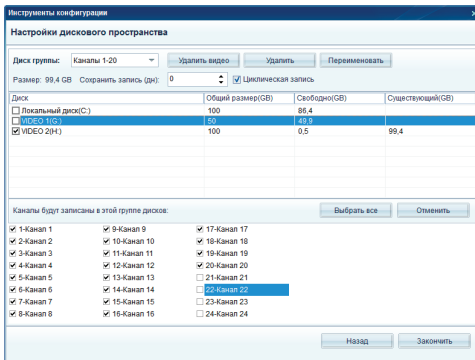 Инструменты конфигурации
Настройки дискового пространства
Диск группы: Каналы 1-20 Удалить видео Удалить Переименовать
Размер: 99,4 GB Сохранить запись (дн): 0 Циклическая запись
Диск Общий размер(GB) Свободно(GB) Существующий(GB)
Локальный диск(C:) 100 86,4
VIDEO 1(G:) 50 49,9
VIDEO 2(H:) 100 0,5 99,4
Каналы будут записаны в этой группе дисков: Выбрать все Отменить
1-Канал 1 9-Канал 9 17-Канал 17
2-Канал 2 10-Канал 10 18-Канал 18
3-Канал 3 11-Канал 11 19-Канал 19
4-Канал 4 12-Канал 12 20-Канал 20
5-Канал 5 13-Канал 13 21-Канал 21
6-Канал 6 14-Канал 14 22-Канал 22
7-Канал 7 15-Канал 15 23-Канал 23
8-Канал 8 16-Канал 16 24-Канал 24
Назад Закончить